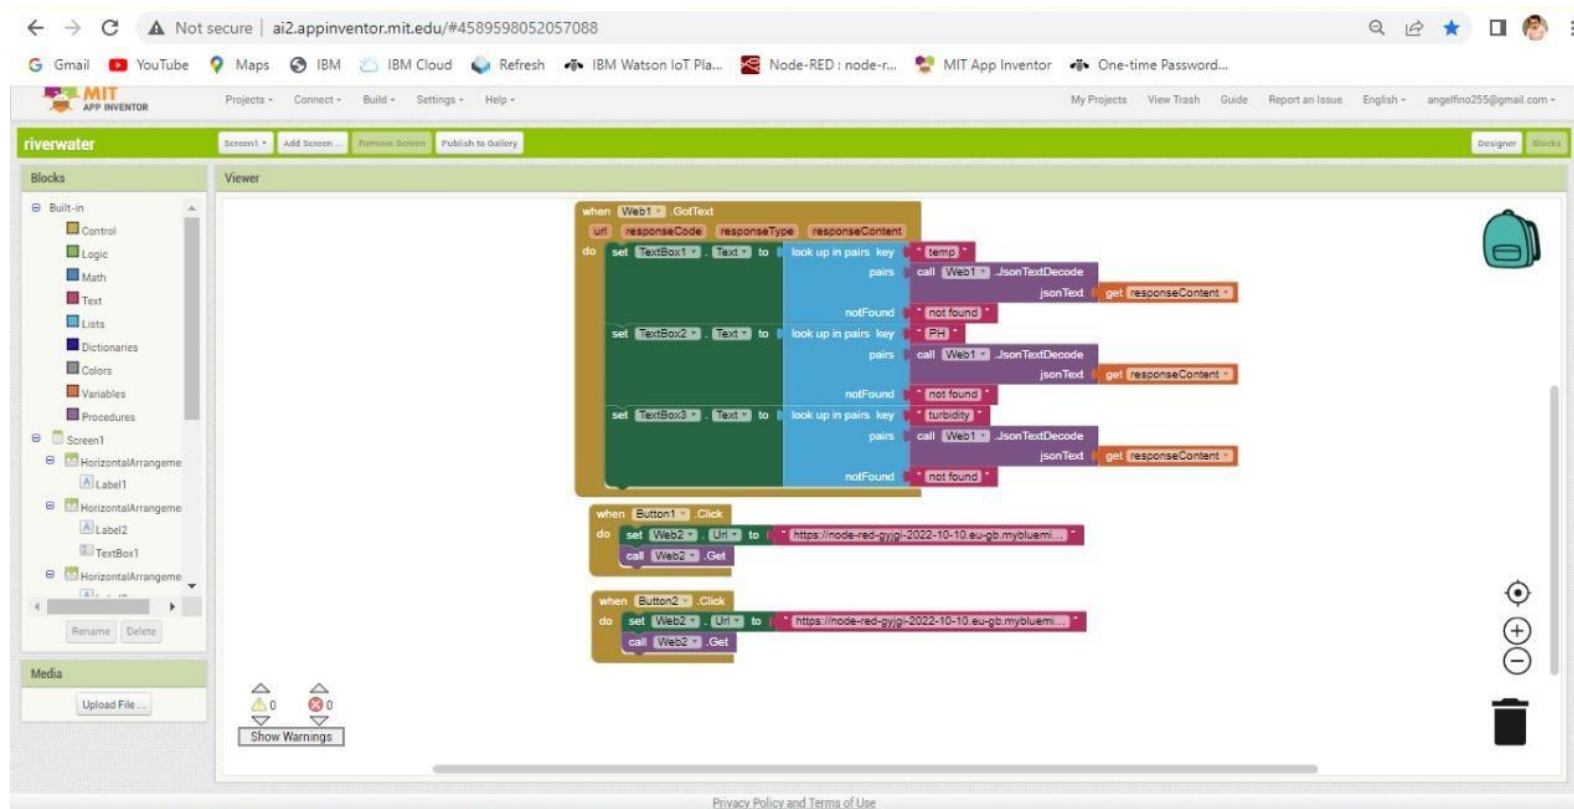 Not secure | ai2.appinventor.mit.edu/#4589598052057088
G Gmail YouTube Maps IBM IBM Cloud Refresh IBM Watson IoT Pla... Node-RED : node-r... MIT App Inventor One-time Password...
MIT
APP INVENTOR
Projects Connect Build Settings Help My Projects View Trash Guide Report an Issue English angelfino255@gmail.com
riverwater Screen1 Add Screen ... Remove Screen Publish to Gallery Designer Blocks
Blocks Viewer
Built-in
Control
Logic
Math
Text
Lists
Dictionaries
Colors
Variables
Procedures
Screen1
HorizontalArrangeme
Label1
HorizontalArrangeme
Label2
TextBox1
HorizontalArrangeme
Rename Delete
Media
Upload File ...
when Web1 .GotText
url responseCode responseType responseContent
do set TextBox1 . Text to look up in pairs key " temp "
pairs call Web1 .JsonTextDecode
jsonText get responseContent
notFound " not found "
set TextBox2 . Text to look up in pairs key " PH "
pairs call Web1 .JsonTextDecode
jsonText get responseContent
notFound " not found "
set TextBox3 . Text to look up in pairs key " turbidity "
pairs call Web1 .JsonTextDecode
jsonText get responseContent
notFound " not found "
when Button1 .Click
do set Web2 . Url to " https://node-red-gyjgi-2022-10-10.eu-gb.mybluemi... "
call Web2 .Get
when Button2 .Click
do set Web2 . Url to " https://node-red-gyjgi-2022-10-10.eu-gb.mybluemi... "
call Web2 .Get
0 0
Show Warnings
Privacy Policy and Terms of Use